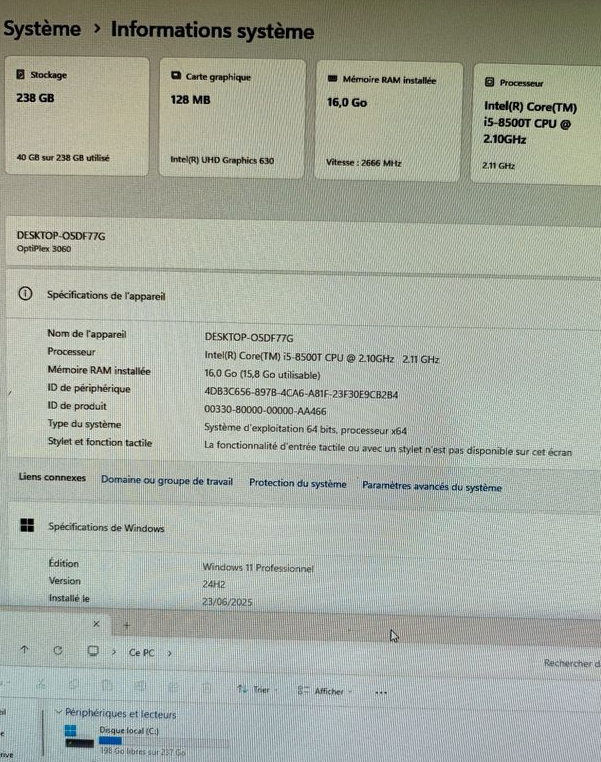 Système > Informations système
Stockage
238 GB
40 GB sur 238 GB utilisé
Carte graphique
128 MB
Intel(R) UHD Graphics 630
Mémoire RAM installée
16,0 Go
Vitesse : 2666 MHz
Processeur
Intel(R) Core(TM)
i5-8500T CPU @
2.10GHz
2.11 GHz
DESKTOP-O5DF77G
OptiPlex 3060
Spécifications de l'appareil
Nom de l'appareil DESKTOP-O5DF77G
Processeur Intel(R) Core(TM) i5-8500T CPU @ 2.10GHz 2.11 GHz
Mémoire RAM installée 16,0 Go (15,8 Go utilisable)
ID de périphérique 4DB3C656-897B-4CA6-A81F-23F30E9CB2B4
ID de produit 00330-80000-00000-AA466
Type du système Système d'exploitation 64 bits, processeur x64
Stylet et fonction tactile La fonctionnalité d'entrée tactile ou avec un stylet n'est pas disponible sur cet écran
Liens connexes Domaine ou groupe de travail Protection du système Paramètres avancés du système
Spécifications de Windows
Édition Windows 11 Professionnel
Version 24H2
Installé le 23/06/2025
Ce PC >
Rechercher d
Trier Afficher
Périphériques et lecteurs
Disque local (C:)
198 Go libres sur 237 Go